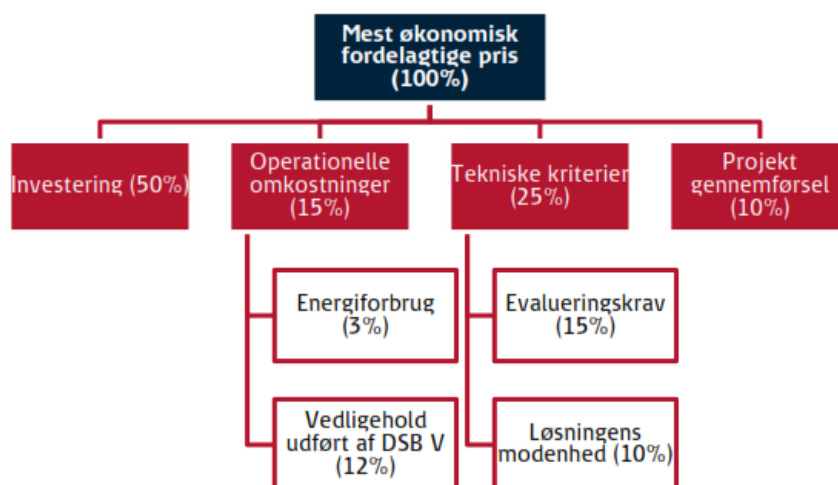 Mest økonomisk
fordelagtige pris
(100%)
Investering (50%)
Operationelle
omkostninger
(15%)
Tekniske kriterier
(25%)
Projekt
gennemførsel
(10%)
Energiforbrug
(3%)
Evalueringskrav
(15%)
Vedligehold
udført af DSB V
(12%)
Løsningens
modenhed (10%)